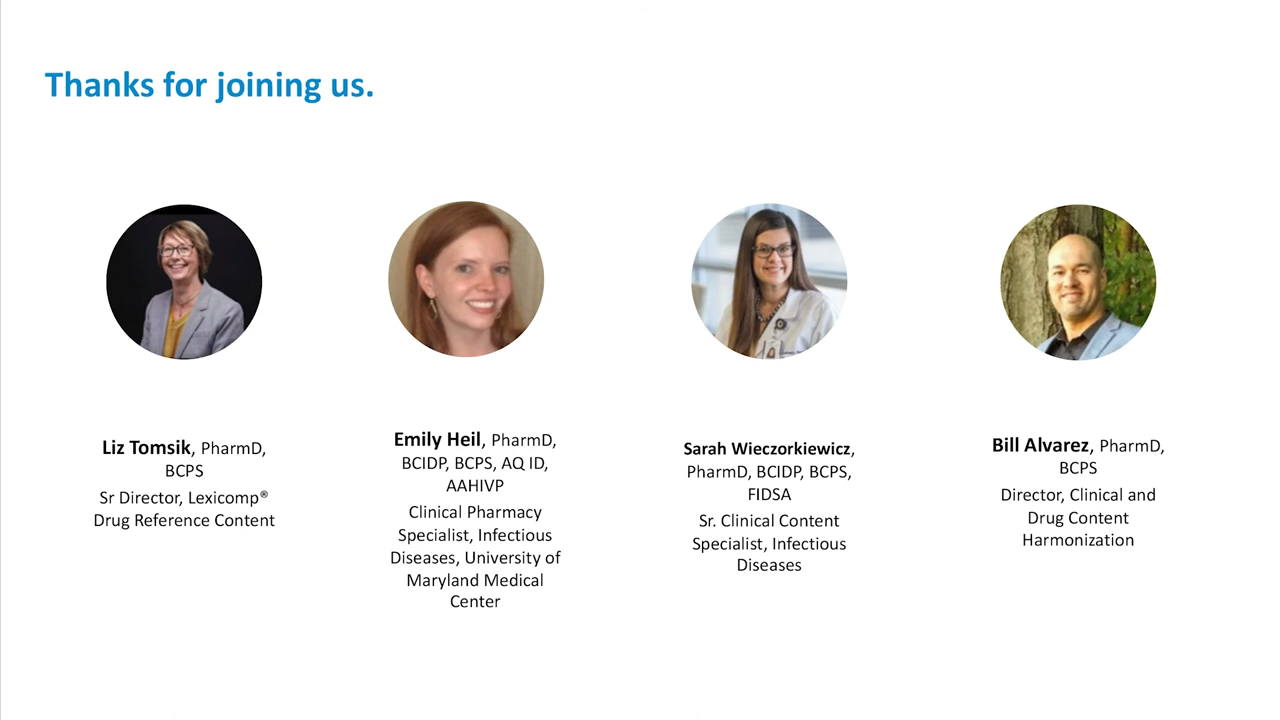 Thanks for joining us.
Liz Tomsik, PharmD,
BCPS
Sr Director, Lexicomp®
Drug Reference Content
Emily Heil, PharmD,
BCIDP, BCPS, AQ ID,
AAHIVP
Clinical Pharmacy
Specialist, Infectious
Diseases, University of
Maryland Medical
Center
Sarah Wieczorkiewicz,
PharmD, BCIDP, BCPS,
FIDSA
Sr. Clinical Content
Specialist, Infectious
Diseases
Bill Alvarez, PharmD,
BCPS
Director, Clinical and
Drug Content
Harmonization